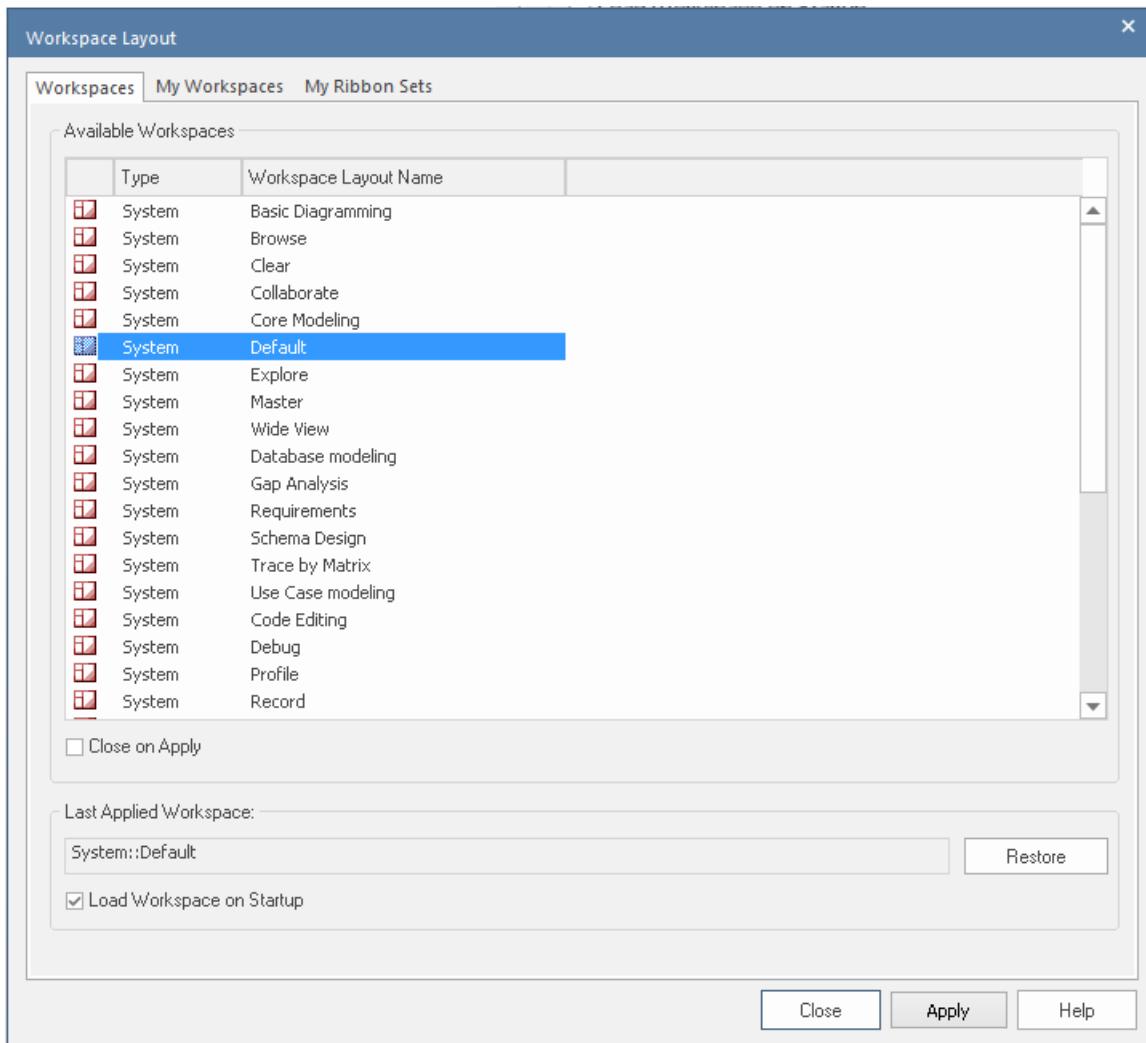 Workspace Layout
Workspaces My Workspaces My Ribbon Sets
Available Workspaces
Type Workspace Layout Name
System Basic Diagramming
System Browse
System Clear
System Collaborate
System Core Modeling
System Default
System Explore
System Master
System Wide View
System Database modeling
System Gap Analysis
System Requirements
System Schema Design
System Trace by Matrix
System Use Case modeling
System Code Editing
System Debug
System Profile
System Record
Close on Apply
Last Applied Workspace:
System::Default Restore
Load Workspace on Startup
Close Apply Help